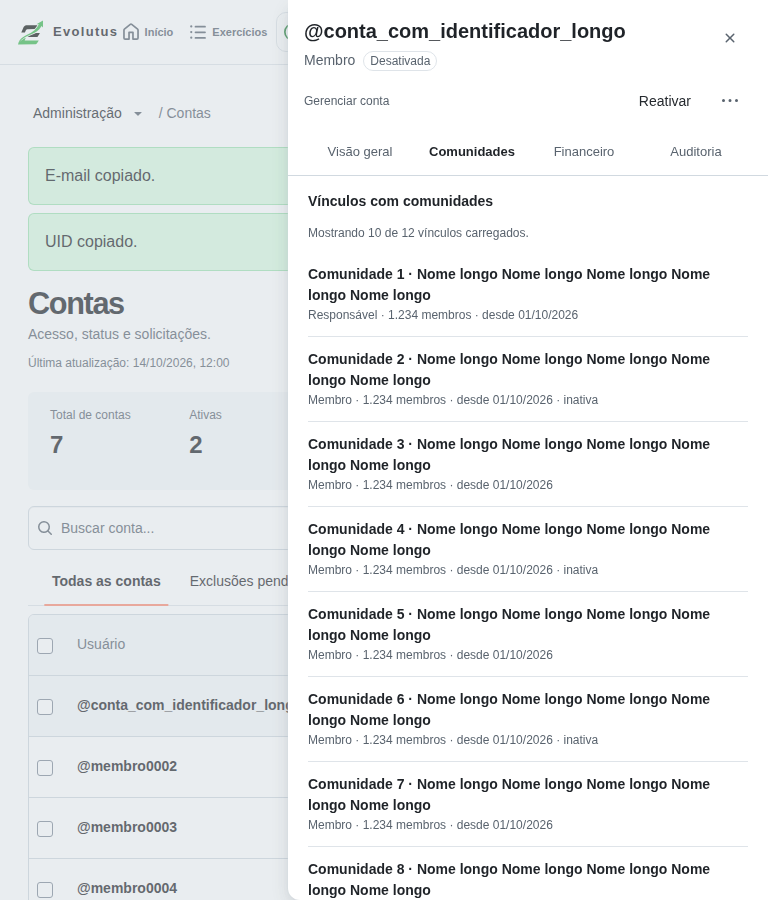 Evolutus
Início
Exercícios
Administração
/ Contas
E-mail copiado.
UID copiado.
Contas
Acesso, status e solicitações.
Última atualização: 14/10/2026, 12:00
Total de contas
Ativas
7
2
Buscar conta...
Todas as contas
Exclusões pend
Usuário
@conta_com_identificador_long
@membro0002
@membro0003
@membro0004
@conta_com_identificador_longo
Membro
Desativada
Gerenciar conta
Reativar
Visão geral
Comunidades
Financeiro
Auditoria
Vínculos com comunidades
Mostrando 10 de 12 vínculos carregados.
Comunidade 1 · Nome longo Nome longo Nome longo Nome
longo Nome longo
Responsável · 1.234 membros · desde 01/10/2026
Comunidade 2 · Nome longo Nome longo Nome longo Nome
longo Nome longo
Membro · 1.234 membros · desde 01/10/2026 · inativa
Comunidade 3 · Nome longo Nome longo Nome longo Nome
longo Nome longo
Membro · 1.234 membros · desde 01/10/2026
Comunidade 4 · Nome longo Nome longo Nome longo Nome
longo Nome longo
Membro · 1.234 membros · desde 01/10/2026 · inativa
Comunidade 5 · Nome longo Nome longo Nome longo Nome
longo Nome longo
Membro · 1.234 membros · desde 01/10/2026
Comunidade 6 · Nome longo Nome longo Nome longo Nome
longo Nome longo
Membro · 1.234 membros · desde 01/10/2026 · inativa
Comunidade 7 · Nome longo Nome longo Nome longo Nome
longo Nome longo
Membro · 1.234 membros · desde 01/10/2026
Comunidade 8 · Nome longo Nome longo Nome longo Nome
longo Nome longo